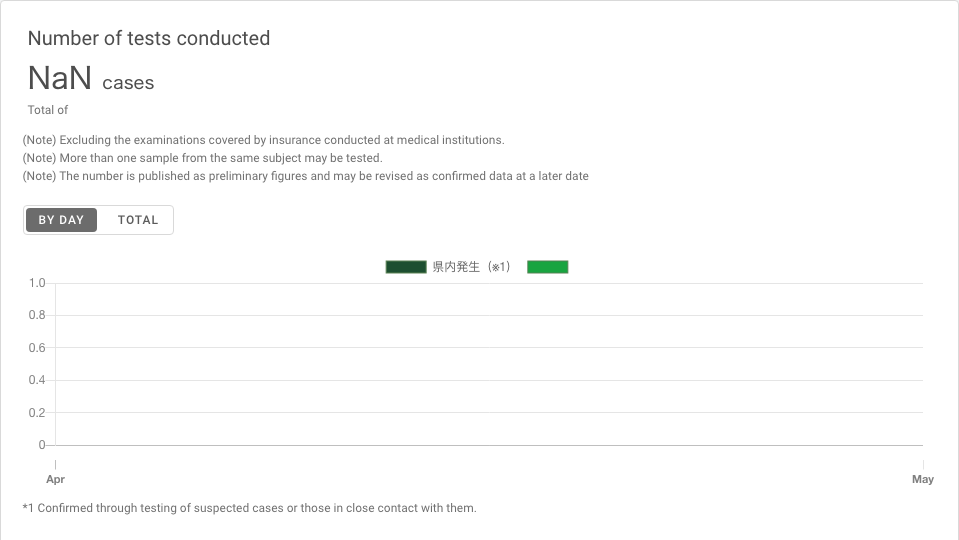 Number of tests conducted
NaN cases
Total of
(Note) Excluding the examinations covered by insurance conducted at medical institutions.
(Note) More than one sample from the same subject may be tested.
(Note) The number is published as preliminary figures and may be revised as confirmed data at a later date
BY DAY TOTAL
県内発生（※1）
1.0
0.8
0.6
0.4
0.2
0
Apr May
*1 Confirmed through testing of suspected cases or those in close contact with them.